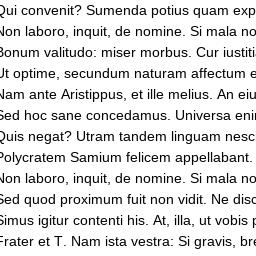 Qui convenit? Sumenda potius quam exp
Non laboro, inquit, de nomine. Si mala no
Bonum valitudo: miser morbus. Cur iustiti
Ut optime, secundum naturam affectum e
Nam ante Aristippus, et ille melius. An eiu
Sed hoc sane concedamus. Universa eni
Quis negat? Utram tandem linguam nesc
Polycratem Samium felicem appellabant.
Non laboro, inquit, de nomine. Si mala no
Sed quod proximum fuit non vidit. Ne disc
Simus igitur contenti his. At, illa, ut vobis p
Frater et T. Nam ista vestra: Si gravis, bre